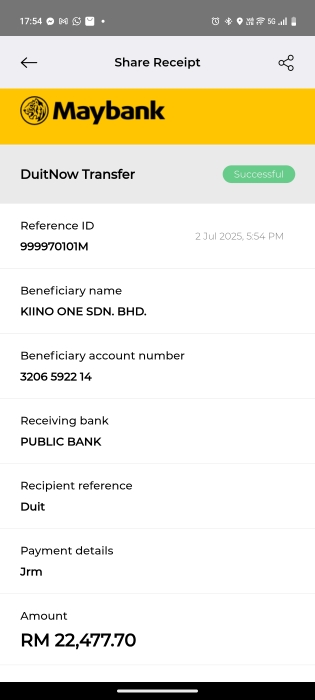 17:54
5G
Share Receipt
Maybank
DuitNow Transfer
Successful
Reference ID
999970101M
2 Jul 2025, 5:54 PM
Beneficiary name
KIINO ONE SDN. BHD.
Beneficiary account number
3206 5922 14
Receiving bank
PUBLIC BANK
Recipient reference
Duit
Payment details
Jrm
Amount
RM 22,477.70